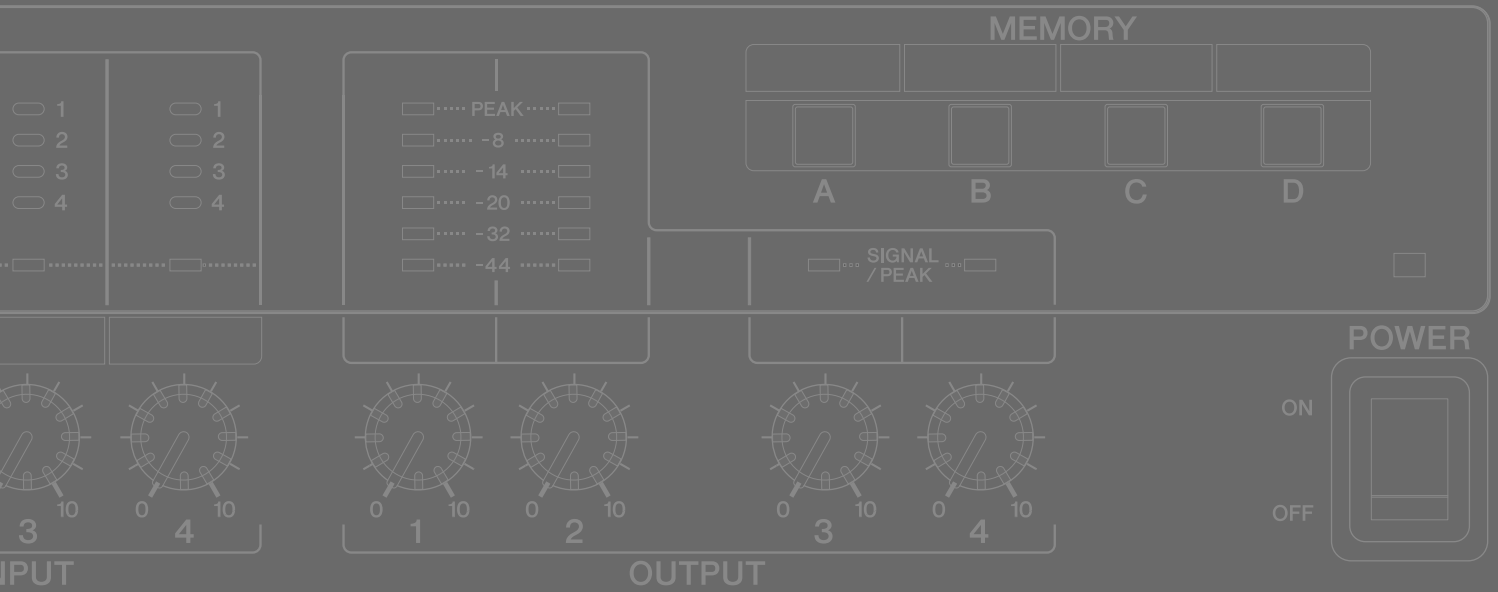 MEMORY
1 1 PEAK
2 2 -8
3 3 -14
4 4 -20
A B C D
-32
-44
SIGNAL
/PEAK
POWER
ON
OFF
0 10 0 10 0 10 0 10 0 10
10
3 4 1 2 3 4
OUTPUT